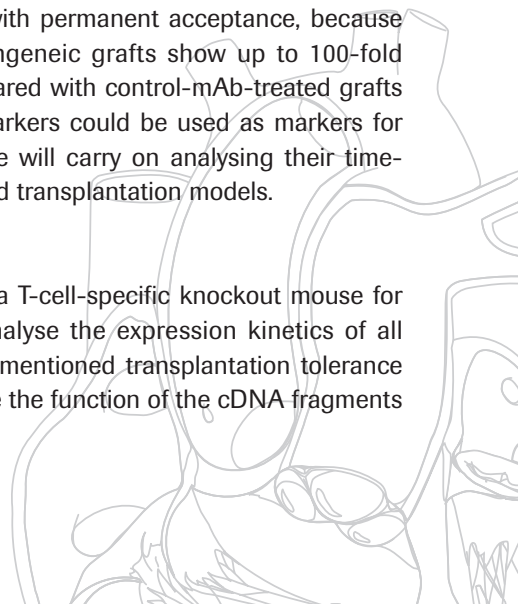 with permanent acceptance, because
ngeneic grafts show up to 100-fold
ared with control-mAb-treated grafts
arkers could be used as markers for
e will carry on analysing their time-
d transplantation models.
a T-cell-specific knockout mouse for
nalyse the expression kinetics of all
mentioned transplantation tolerance
e the function of the cDNA fragments